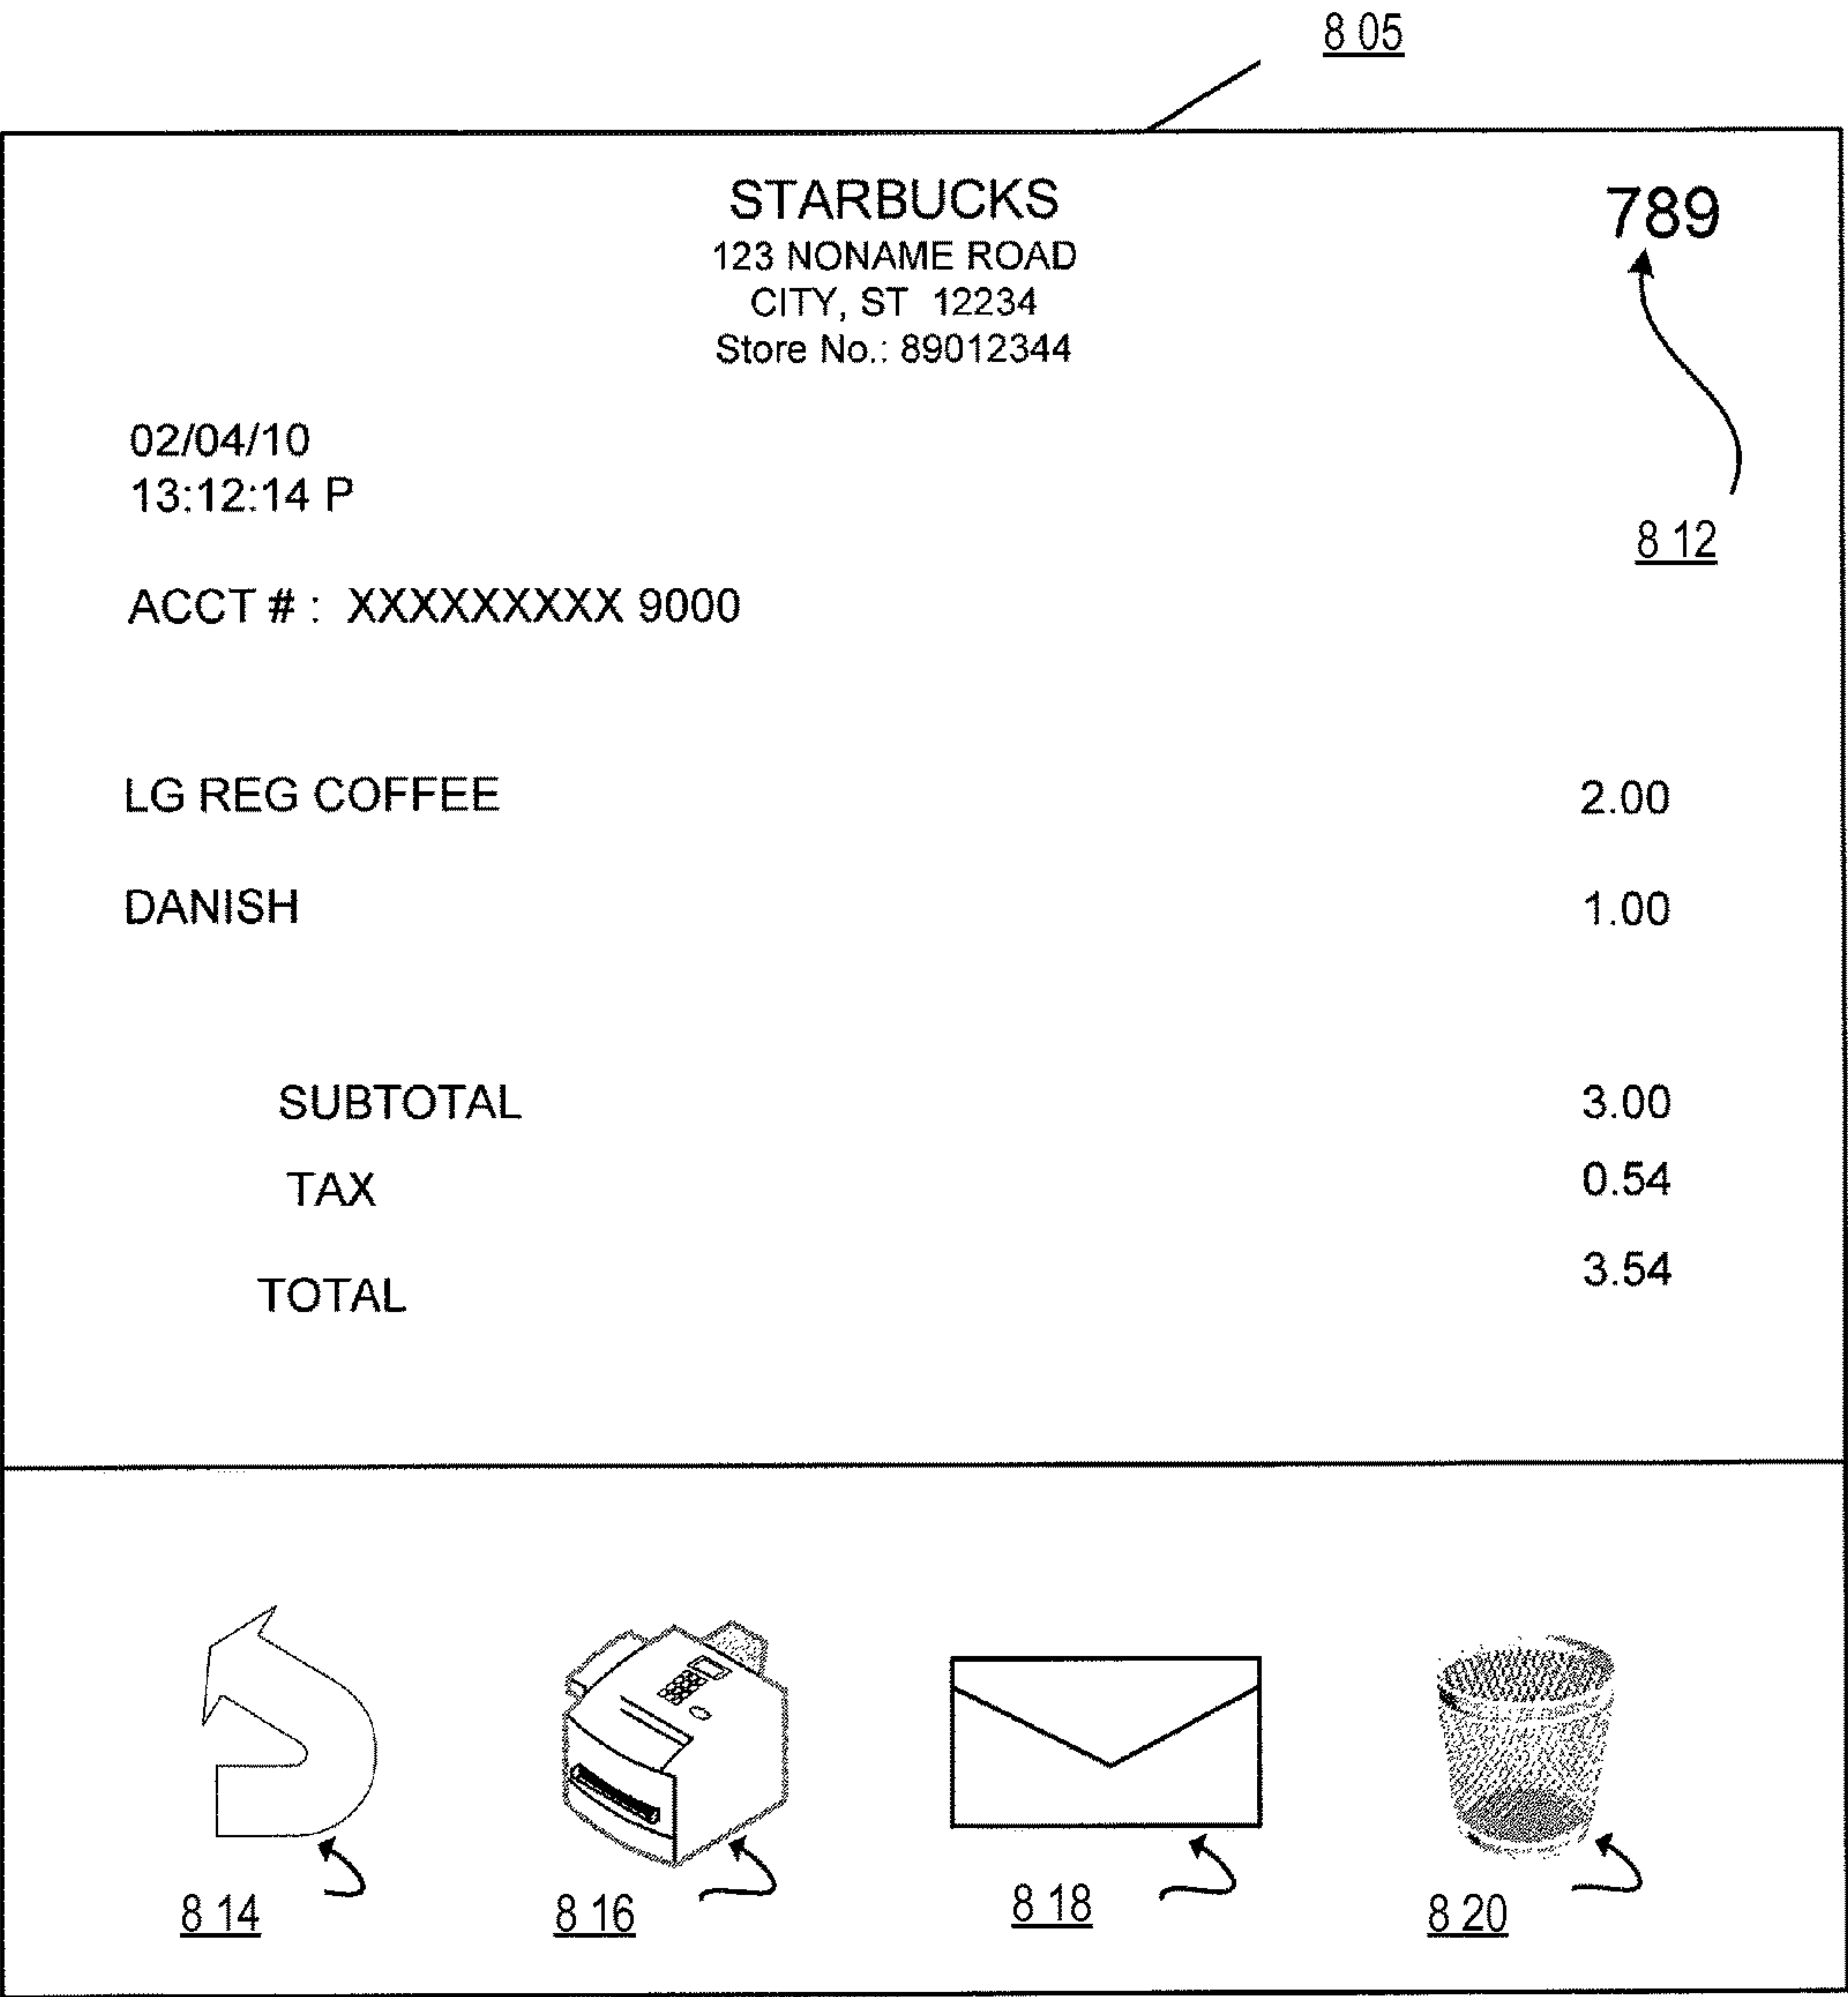 8 05
STARBUCKS
789
123 NONAME ROAD
CITY, ST 12234
Store No.: 89012344
02/04/10
13:12:14 P
8 12
ACCT # : XXXXXXXXX 9000
LG REG COFFEE 2.00
DANISH 1.00
SUBTOTAL 3.00
TAX 0.54
TOTAL 3.54
8 14
8 16
8 18
8 20